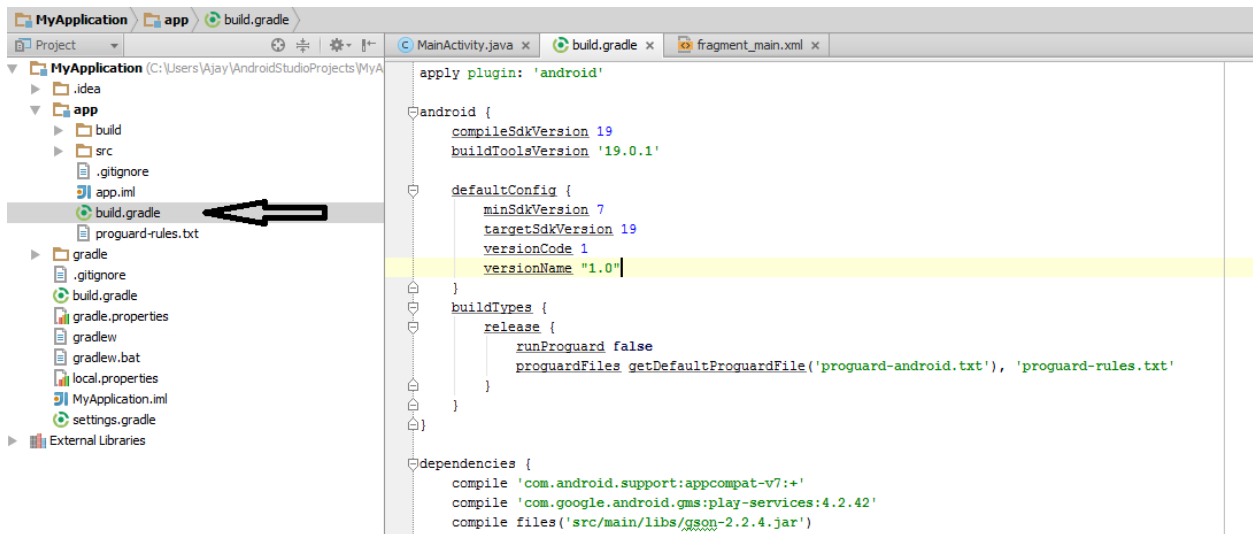 MyApplication app build.gradle
Project
MainActivity.java build.gradle fragment_main.xml
MyApplication (C:\Users\Ajay\AndroidStudioProjects\MyA
.idea
app
build
src
.gitignore
app.iml
build.gradle
proguard-rules.txt
gradle
.gitignore
build.gradle
gradle.properties
gradlew
gradlew.bat
local.properties
MyApplication.iml
settings.gradle
External Libraries
apply plugin: 'android'
android {
compileSdkVersion 19
buildToolsVersion '19.0.1'
defaultConfig {
minSdkVersion 7
targetSdkVersion 19
versionCode 1
versionName "1.0"
}
buildTypes {
release {
runProguard false
proguardFiles getDefaultProguardFile('proguard-android.txt'), 'proguard-rules.txt'
}
}
}
dependencies {
compile 'com.android.support:appcompat-v7:+'
compile 'com.google.android.gms:play-services:4.2.42'
compile files('src/main/libs/gson-2.2.4.jar')